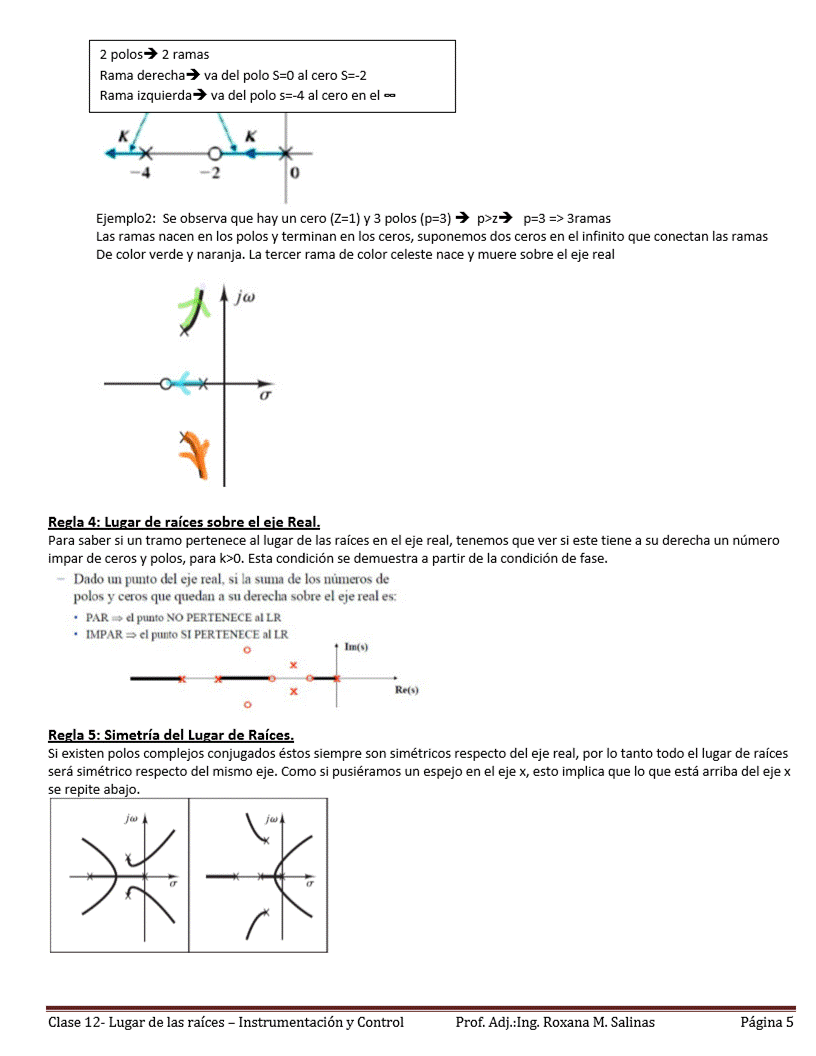 2 polos➔ 2 ramas
Rama derecha➔ va del polo S=0 al cero S=-2
Rama izquierda➔ va del polo s=-4 al cero en el ∞
K K
−4 −2 0
Ejemplo2: Se observa que hay un cero (Z=1) y 3 polos (p=3) ➔ p>z➔ p=3 => 3ramas
Las ramas nacen en los polos y terminan en los ceros, suponemos dos ceros en el infinito que conectan las ramas
De color verde y naranja. La tercer rama de color celeste nace y muere sobre el eje real
jω
σ
Regla 4: Lugar de raíces sobre el eje Real.
Para saber si un tramo pertenece al lugar de las raíces en el eje real, tenemos que ver si este tiene a su derecha un número
impar de ceros y polos, para k>0. Esta condición se demuestra a partir de la condición de fase.
– Dado un punto del eje real, si la suma de los números de
polos y ceros que quedan a su derecha sobre el eje real es:
• PAR ⇒ el punto NO PERTENECE al LR
• IMPAR ⇒ el punto SI PERTENECE al LR
Im(s)
Re(s)
Regla 5: Simetría del Lugar de Raíces.
Si existen polos complejos conjugados éstos siempre son simétricos respecto del eje real, por lo tanto todo el lugar de raíces
será simétrico respecto del mismo eje. Como si pusiéramos un espejo en el eje x, esto implica que lo que está arriba del eje x
se repite abajo.
jω jω
σ σ
Clase 12- Lugar de las raíces – Instrumentación y Control Prof. Adj.:Ing. Roxana M. Salinas Página 5